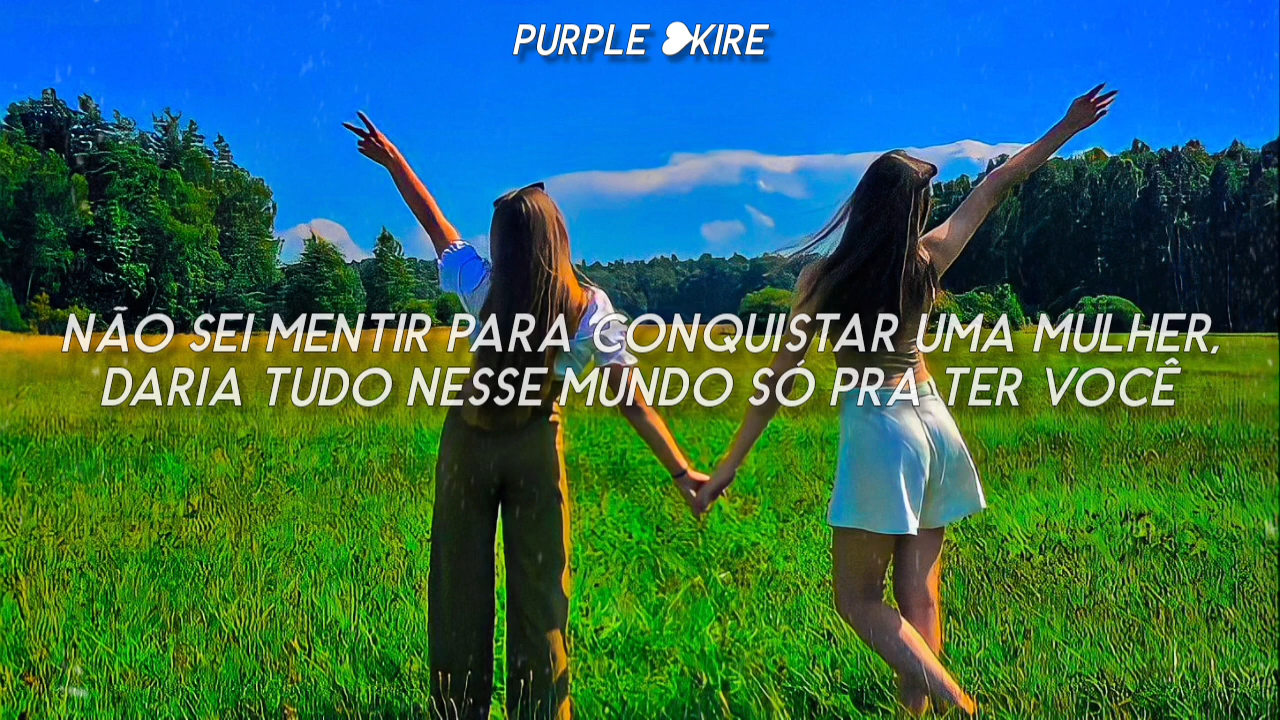 PURPLE ❥KIRE
NÃO SEI MENTIR PARA CONQUISTAR UMA MULHER,
DARIA TUDO NESSE MUNDO SÓ PRA TER VOCÊ